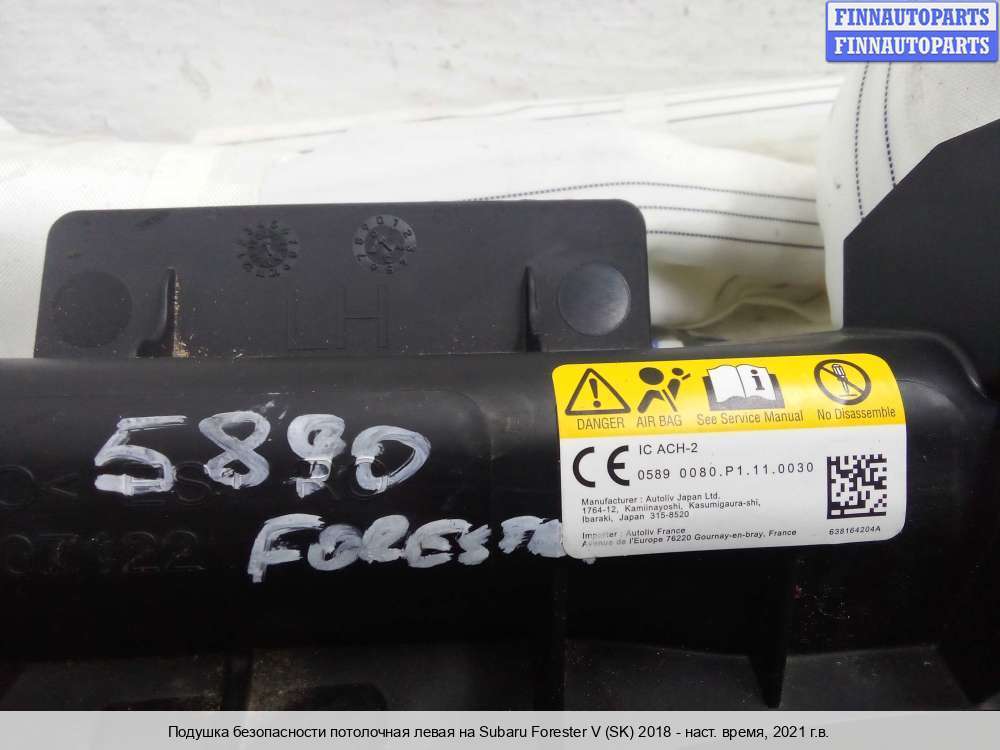 FINNAUTOPARTS
FINNAUTOPARTS
LH
5890
FORESTE
DANGER AIR BAG See Service Manual No Disassemble
CE IC ACH-2
0589 0080.P1.11.0030
Manufacturer : Autoliv Japan Ltd.
1764-12, Kamiinayoshi, Kasumigaura-shi,
Ibaraki, Japan 315-8520
Importer : Autoliv France
Avenue de l'Europe 76220 Gournay-en-bray, France
638164204A
Подушка безопасности потолочная левая на Subaru Forester V (SK) 2018 - наст. время, 2021 г.в.